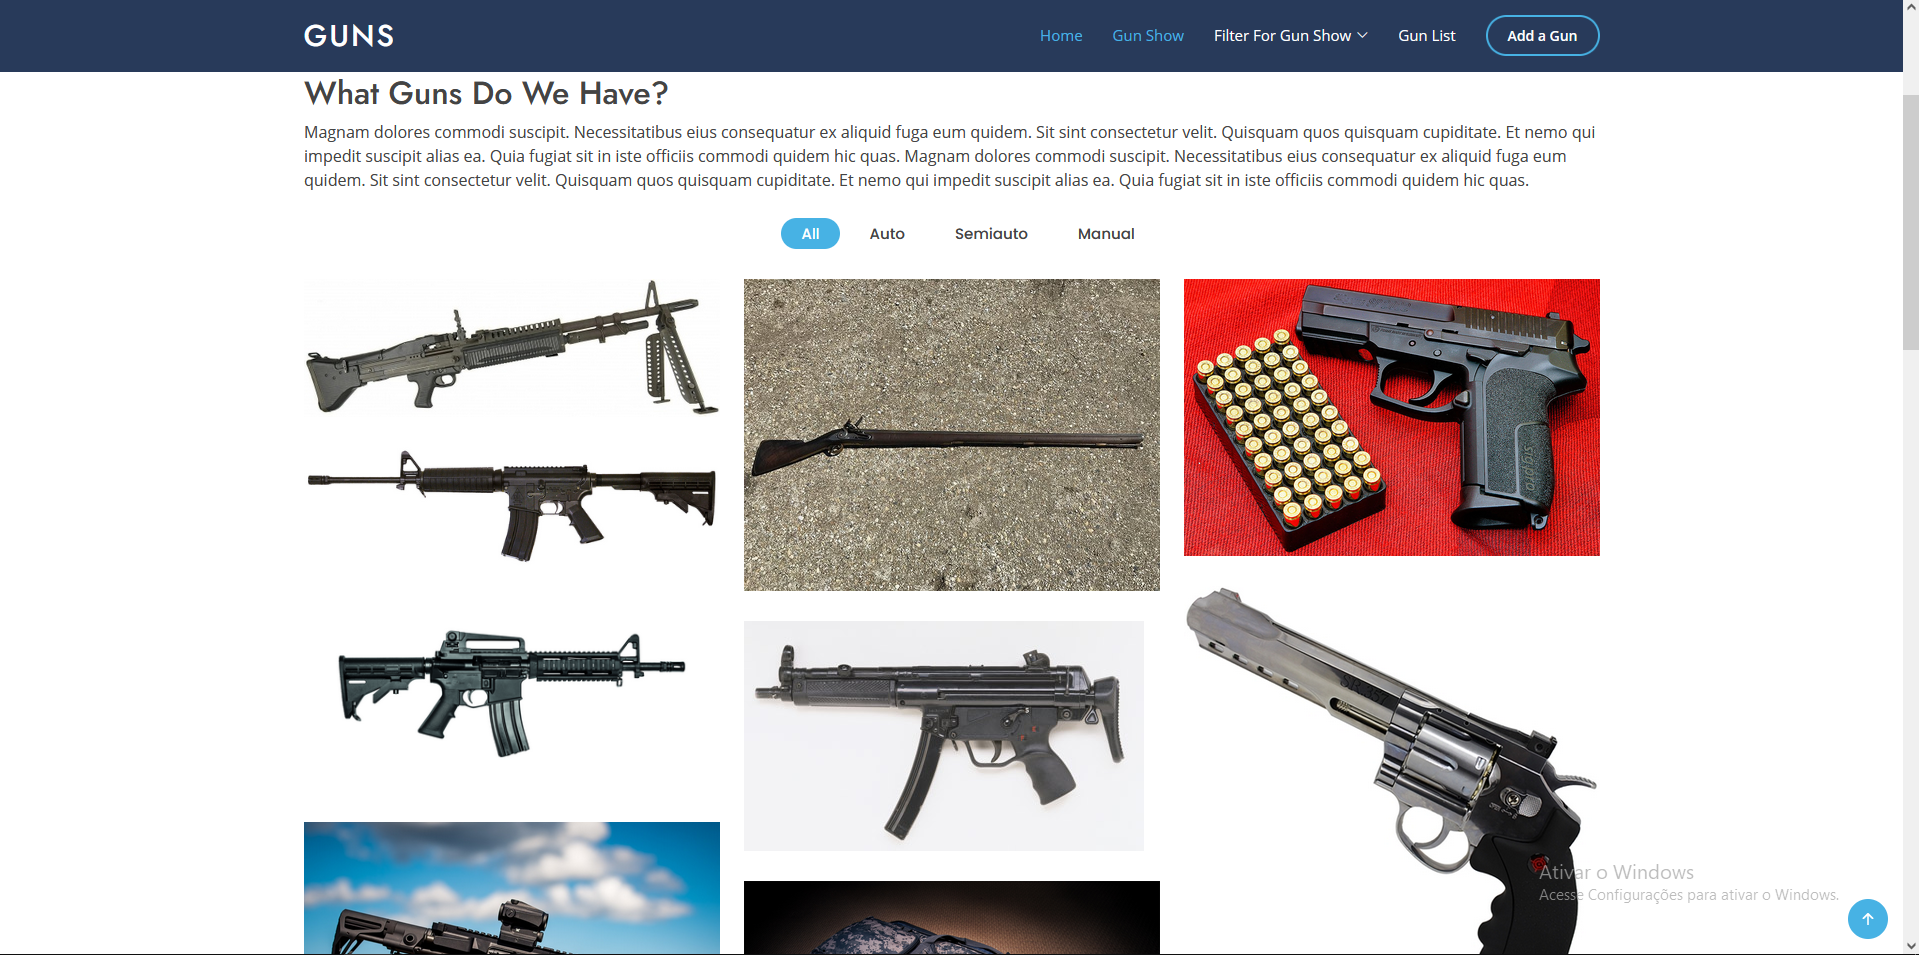 GUNS
Home
Gun Show
Filter For Gun Show
Gun List
Add a Gun
What Guns Do We Have?
Magnam dolores commodi suscipit. Necessitatibus eius consequatur ex aliquid fuga eum quidem. Sit sint consectetur velit. Quisquam quos quisquam cupiditate. Et nemo qui
impedit suscipit alias ea. Quia fugiat sit in iste officiis commodi quidem hic quas. Magnam dolores commodi suscipit. Necessitatibus eius consequatur ex aliquid fuga eum
quidem. Sit sint consectetur velit. Quisquam quos quisquam cupiditate. Et nemo qui impedit suscipit alias ea. Quia fugiat sit in iste officiis commodi quidem hic quas.
All
Auto
Semiauto
Manual
Ativar o Windows
Acesse Configurações para ativar o Windows.